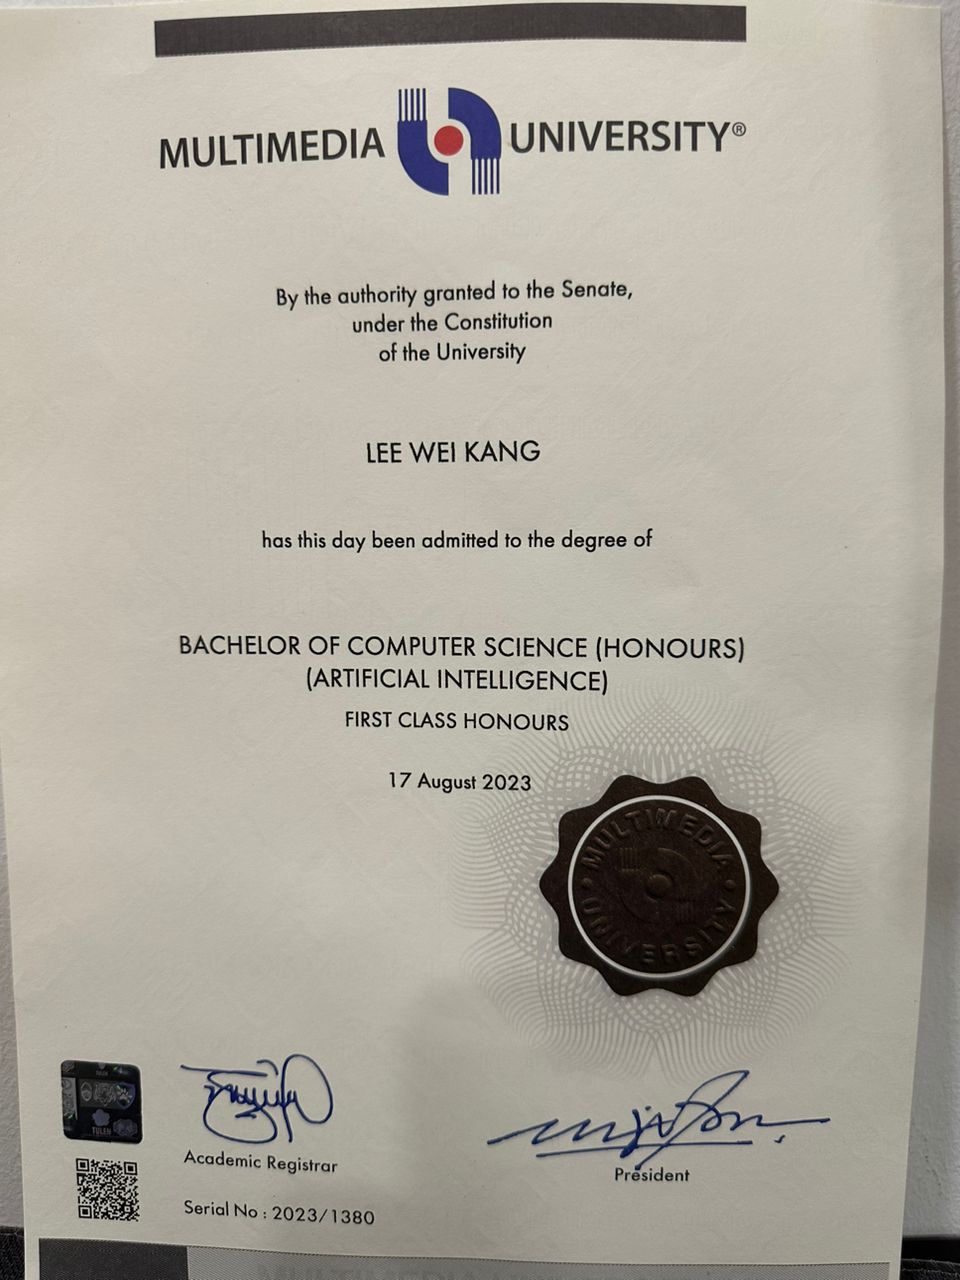 MULTIMEDIA UNIVERSITY®
By the authority granted to the Senate,
under the Constitution
of the University
LEE WEI KANG
has this day been admitted to the degree of
BACHELOR OF COMPUTER SCIENCE (HONOURS)
(ARTIFICIAL INTELLIGENCE)
FIRST CLASS HONOURS
17 August 2023
MULTIMEDIA
UNIVERSITY
TULEN
Academic Registrar
President
Serial No : 2023/1380